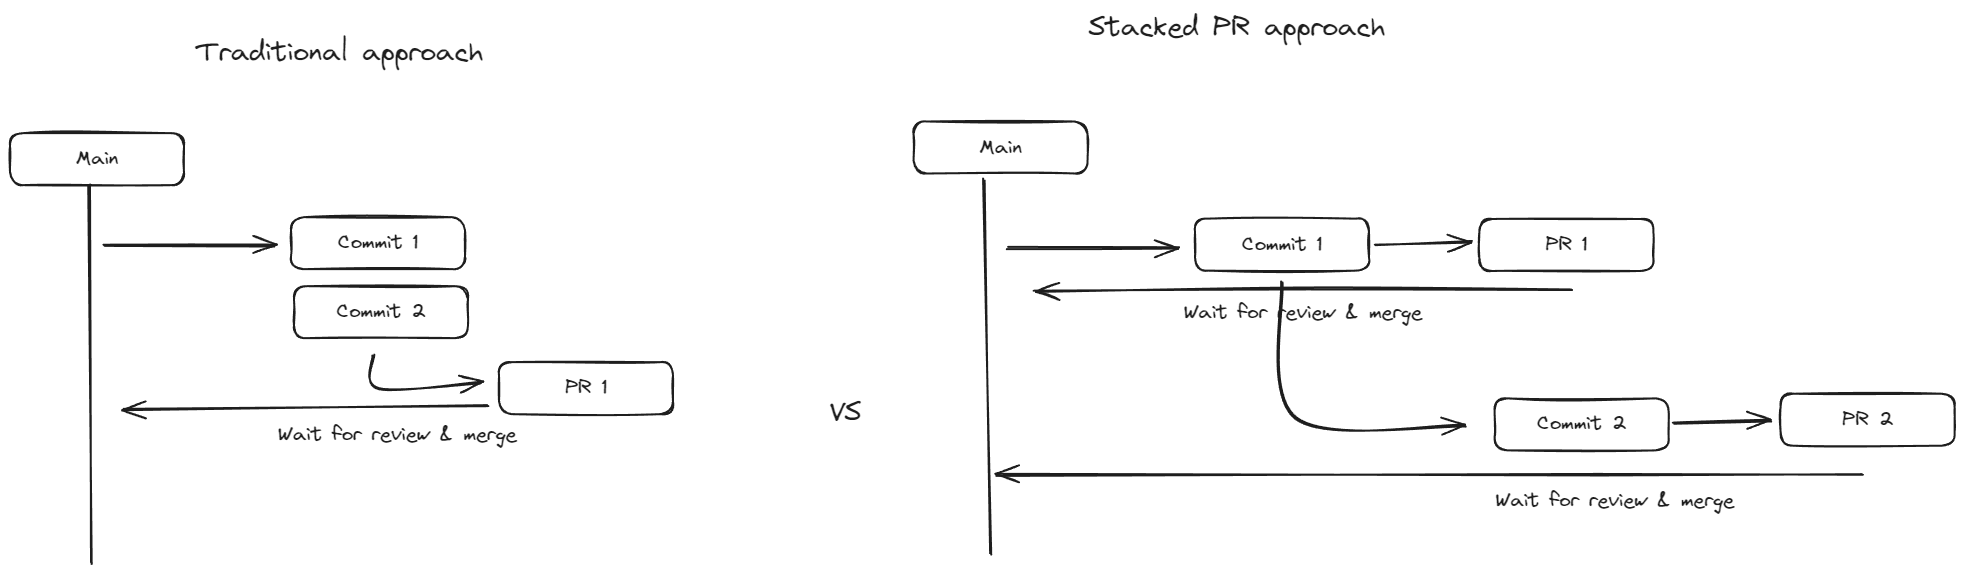 Traditional approach
Main
Commit 1
Commit 2
PR 1
Wait for review & merge
VS
Stacked PR approach
Main
Commit 1
PR 1
Wait for review & merge
Commit 2
PR 2
Wait for review & merge